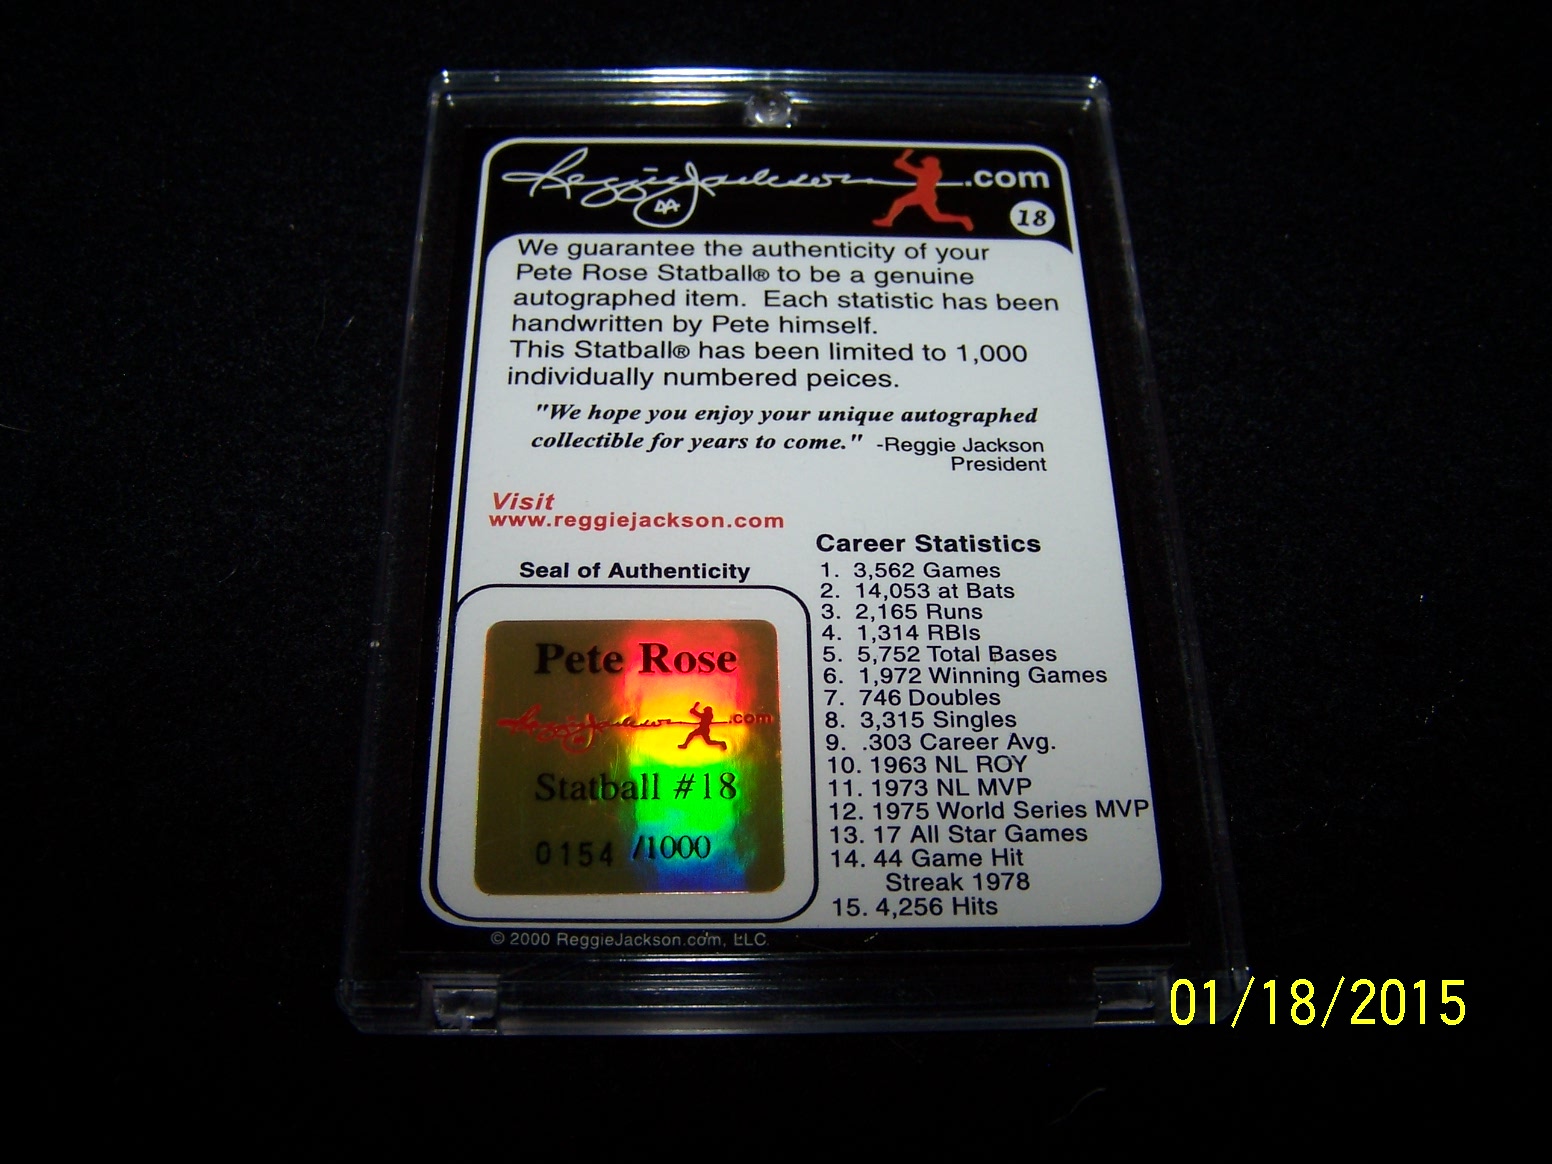 Reggie Jackson .com
44
18
We guarantee the authenticity of your
Pete Rose Statball® to be a genuine
autographed item. Each statistic has been
handwritten by Pete himself.
This Statball® has been limited to 1,000
individually numbered peices.
"We hope you enjoy your unique autographed
collectible for years to come." -Reggie Jackson
President
Visit
www.reggiejackson.com
Seal of Authenticity
Pete Rose
Reggie Jackson .com
Statball #18
0154 /1000
Career Statistics
1. 3,562 Games
2. 14,053 at Bats
3. 2,165 Runs
4. 1,314 RBIs
5. 5,752 Total Bases
6. 1,972 Winning Games
7. 746 Doubles
8. 3,315 Singles
9. .303 Career Avg.
10. 1963 NL ROY
11. 1973 NL MVP
12. 1975 World Series MVP
13. 17 All Star Games
14. 44 Game Hit
Streak 1978
15. 4,256 Hits
© 2000 ReggieJackson.com, LLC.
01/18/2015